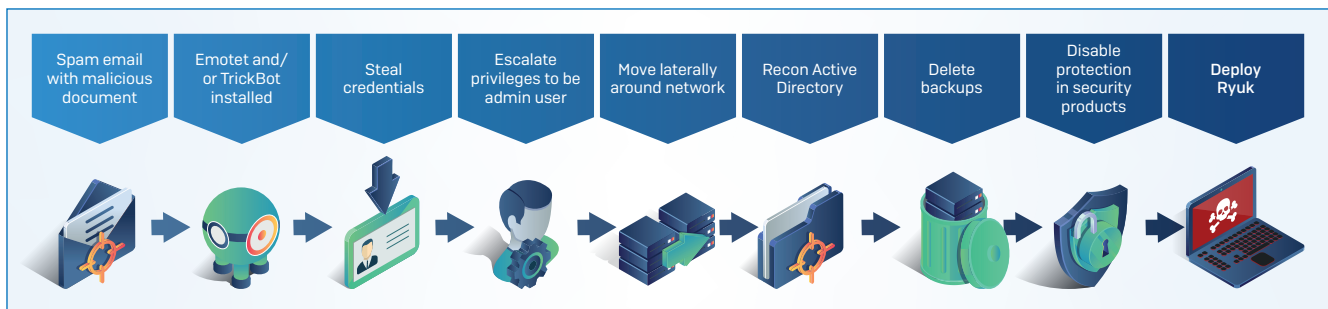 Spam email
with malicious
document
Emotet and/
or TrickBot
installed
Steal
credentials
Escalate
privileges to be
admin user
Move laterally
around network
Recon Active
Directory
Delete
backups
Disable
protection
in security
products
Deploy
Ryuk